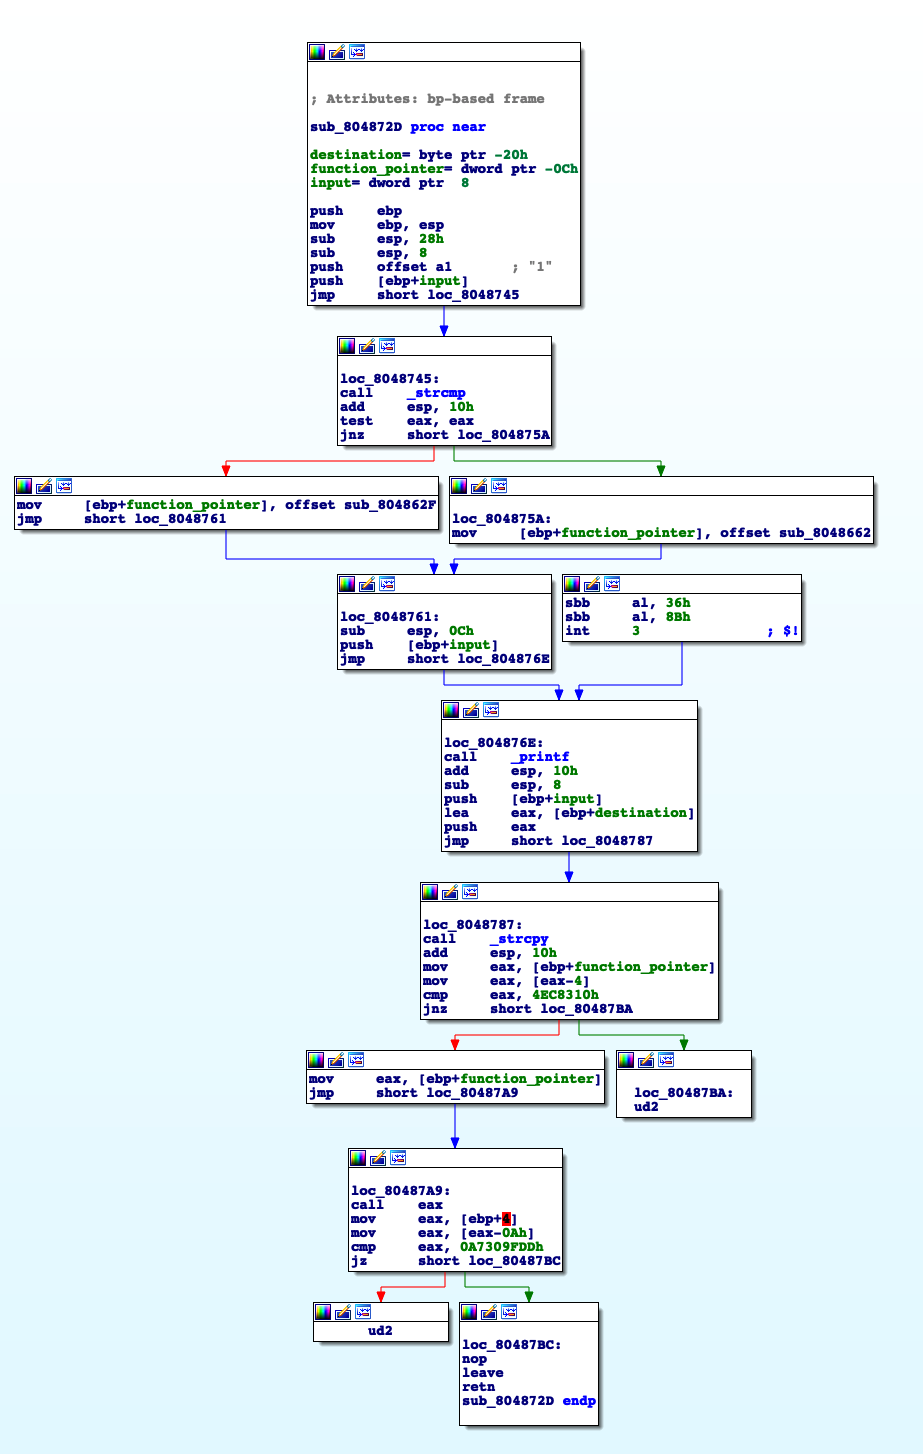 ; Attributes: bp-based frame
sub_804872D proc near
destination= byte ptr -20h
function_pointer= dword ptr -0Ch
input= dword ptr  8
push    ebp
mov     ebp, esp
sub     esp, 28h
sub     esp, 8
push    offset a1       ; "1"
push    [ebp+input]
jmp     short loc_8048745
loc_8048745:
call    _strcmp
add     esp, 10h
test    eax, eax
jnz     short loc_804875A
mov     [ebp+function_pointer], offset sub_804862F
jmp     short loc_8048761
loc_804875A:
mov     [ebp+function_pointer], offset sub_8048662
loc_8048761:
sub     esp, 0Ch
push    [ebp+input]
jmp     short loc_804876E
sbb     al, 36h
sbb     al, 8Bh
int     3               ; $!
loc_804876E:
call    _printf
add     esp, 10h
sub     esp, 8
push    [ebp+input]
lea     eax, [ebp+destination]
push    eax
jmp     short loc_8048787
loc_8048787:
call    _strcpy
add     esp, 10h
mov     eax, [ebp+function_pointer]
mov     eax, [eax-4]
cmp     eax, 4EC8310h
jnz     short loc_80487BA
mov     eax, [ebp+function_pointer]
jmp     short loc_80487A9
loc_80487BA:
ud2
loc_80487A9:
call    eax
mov     eax, [ebp+4]
mov     eax, [eax-0Ah]
cmp     eax, 0A7309FDDh
jz      short loc_80487BC
ud2
loc_80487BC:
nop
leave
retn
sub_804872D endp